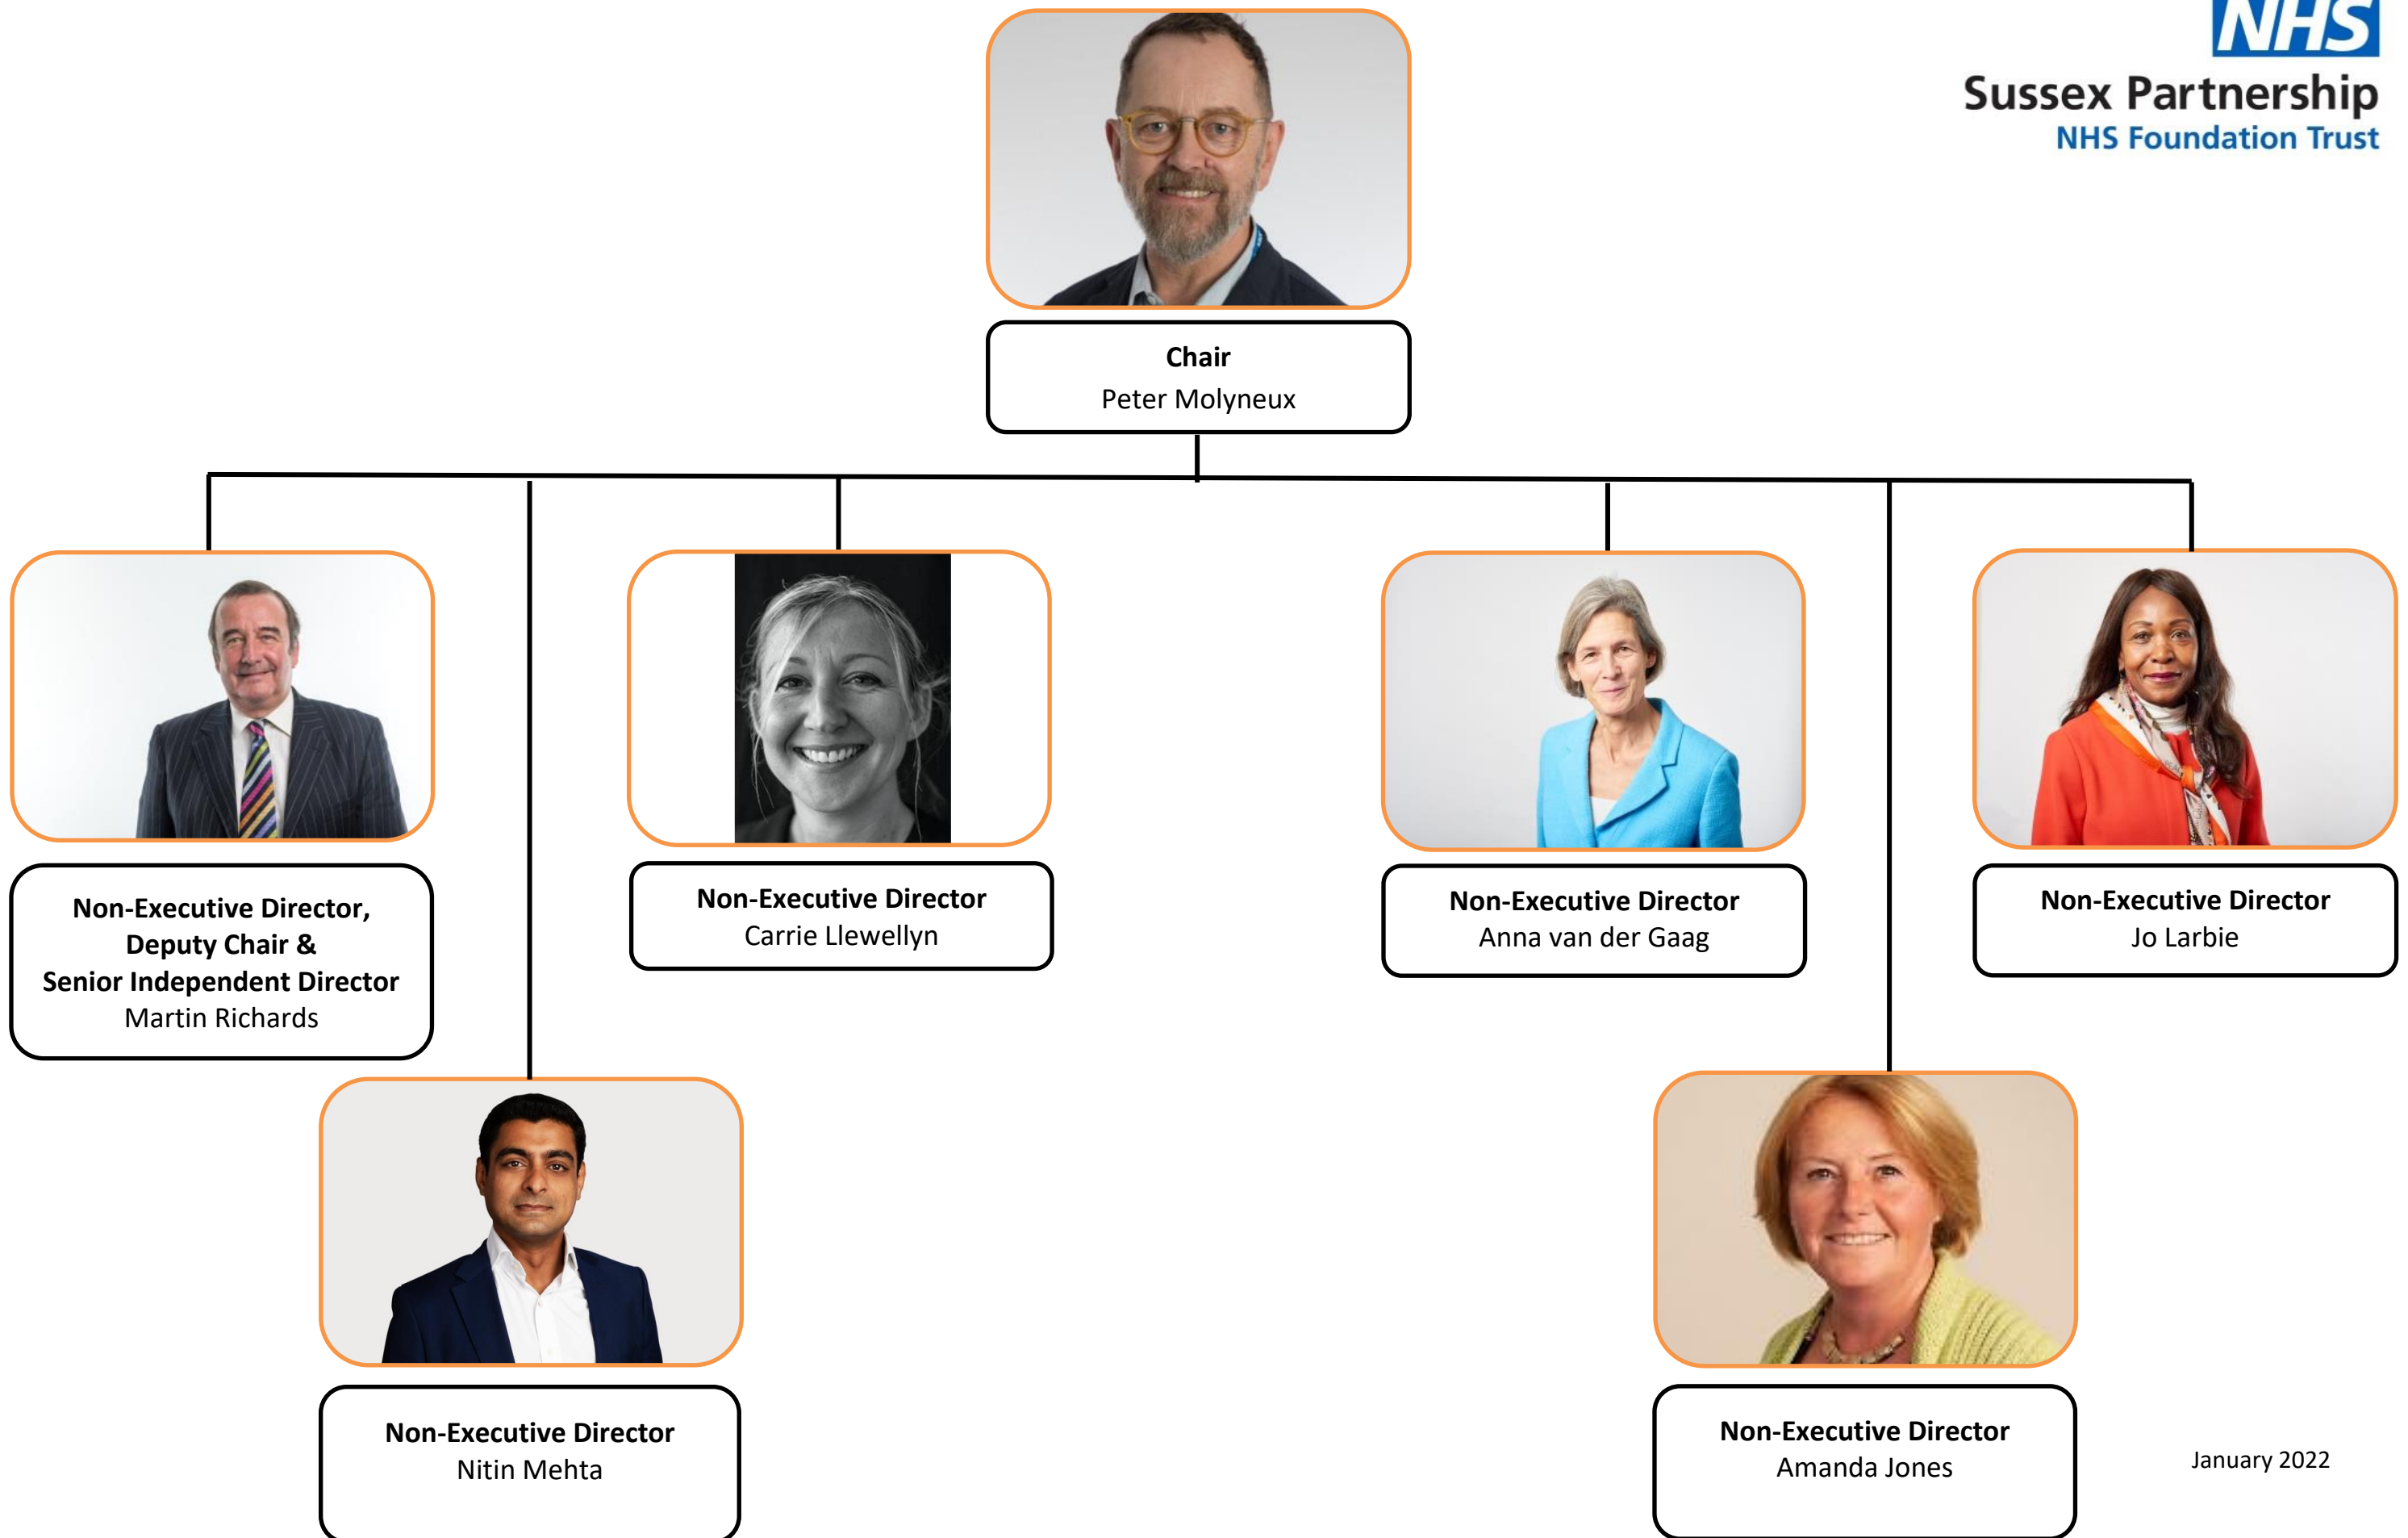 NHS
Sussex Partnership
NHS Foundation Trust
Chair
Peter Molyneux
Non-Executive Director,
Deputy Chair &
Senior Independent Director
Martin Richards
Non-Executive Director
Carrie Llewellyn
Non-Executive Director
Anna van der Gaag
Non-Executive Director
Jo Larbie
Non-Executive Director
Nitin Mehta
Non-Executive Director
Amanda Jones
January 2022